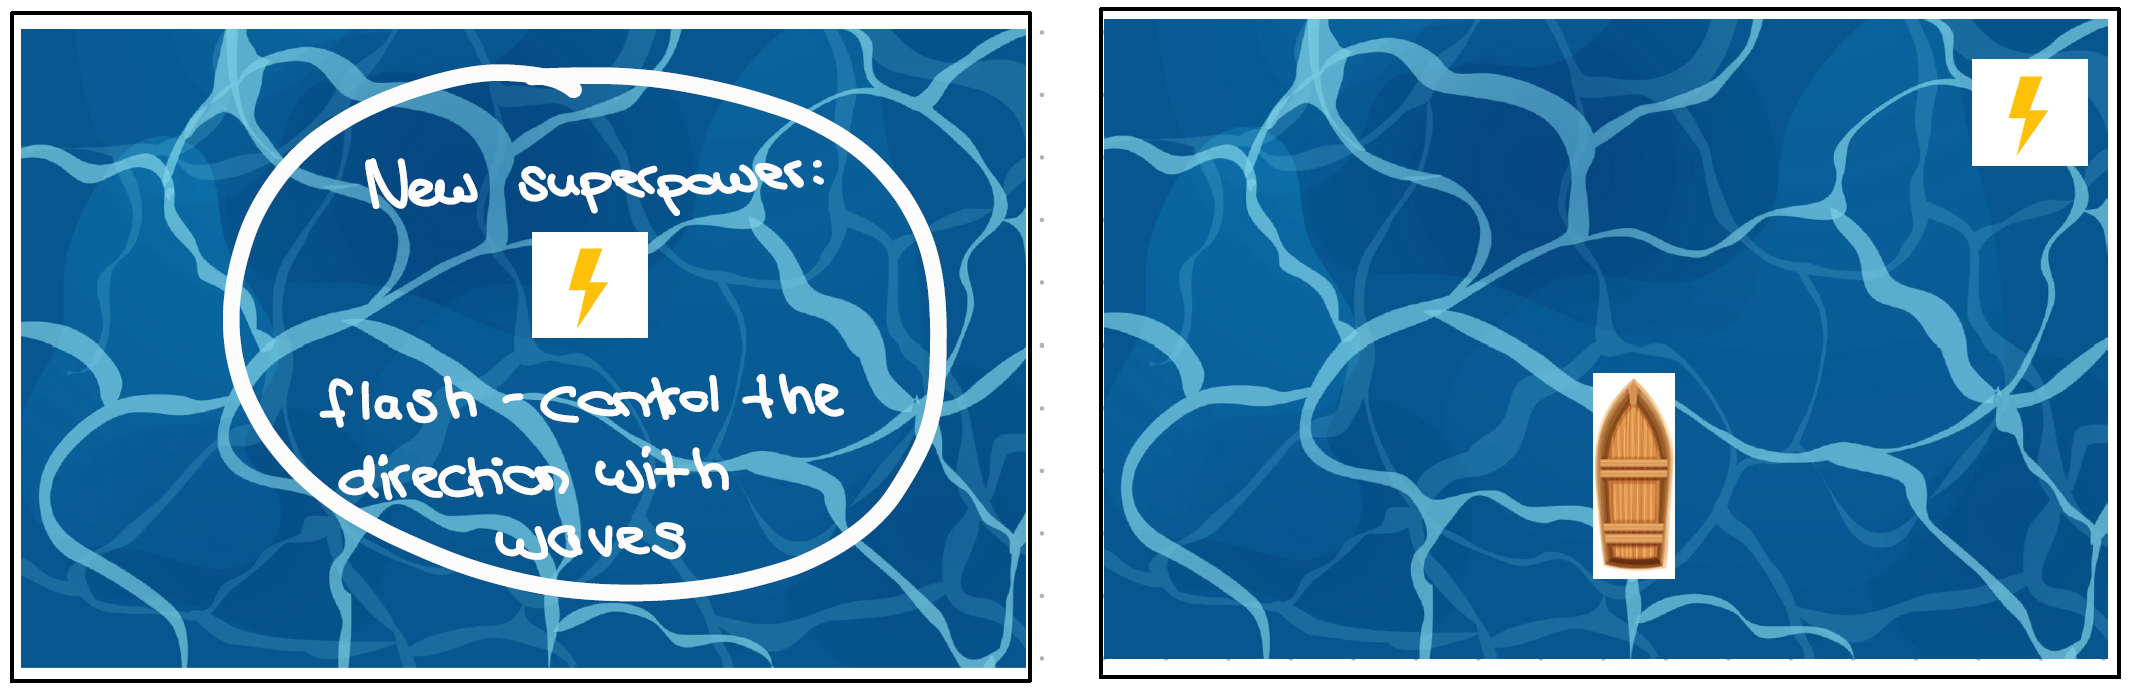 New superpower:
flash - control the
direction with
waves